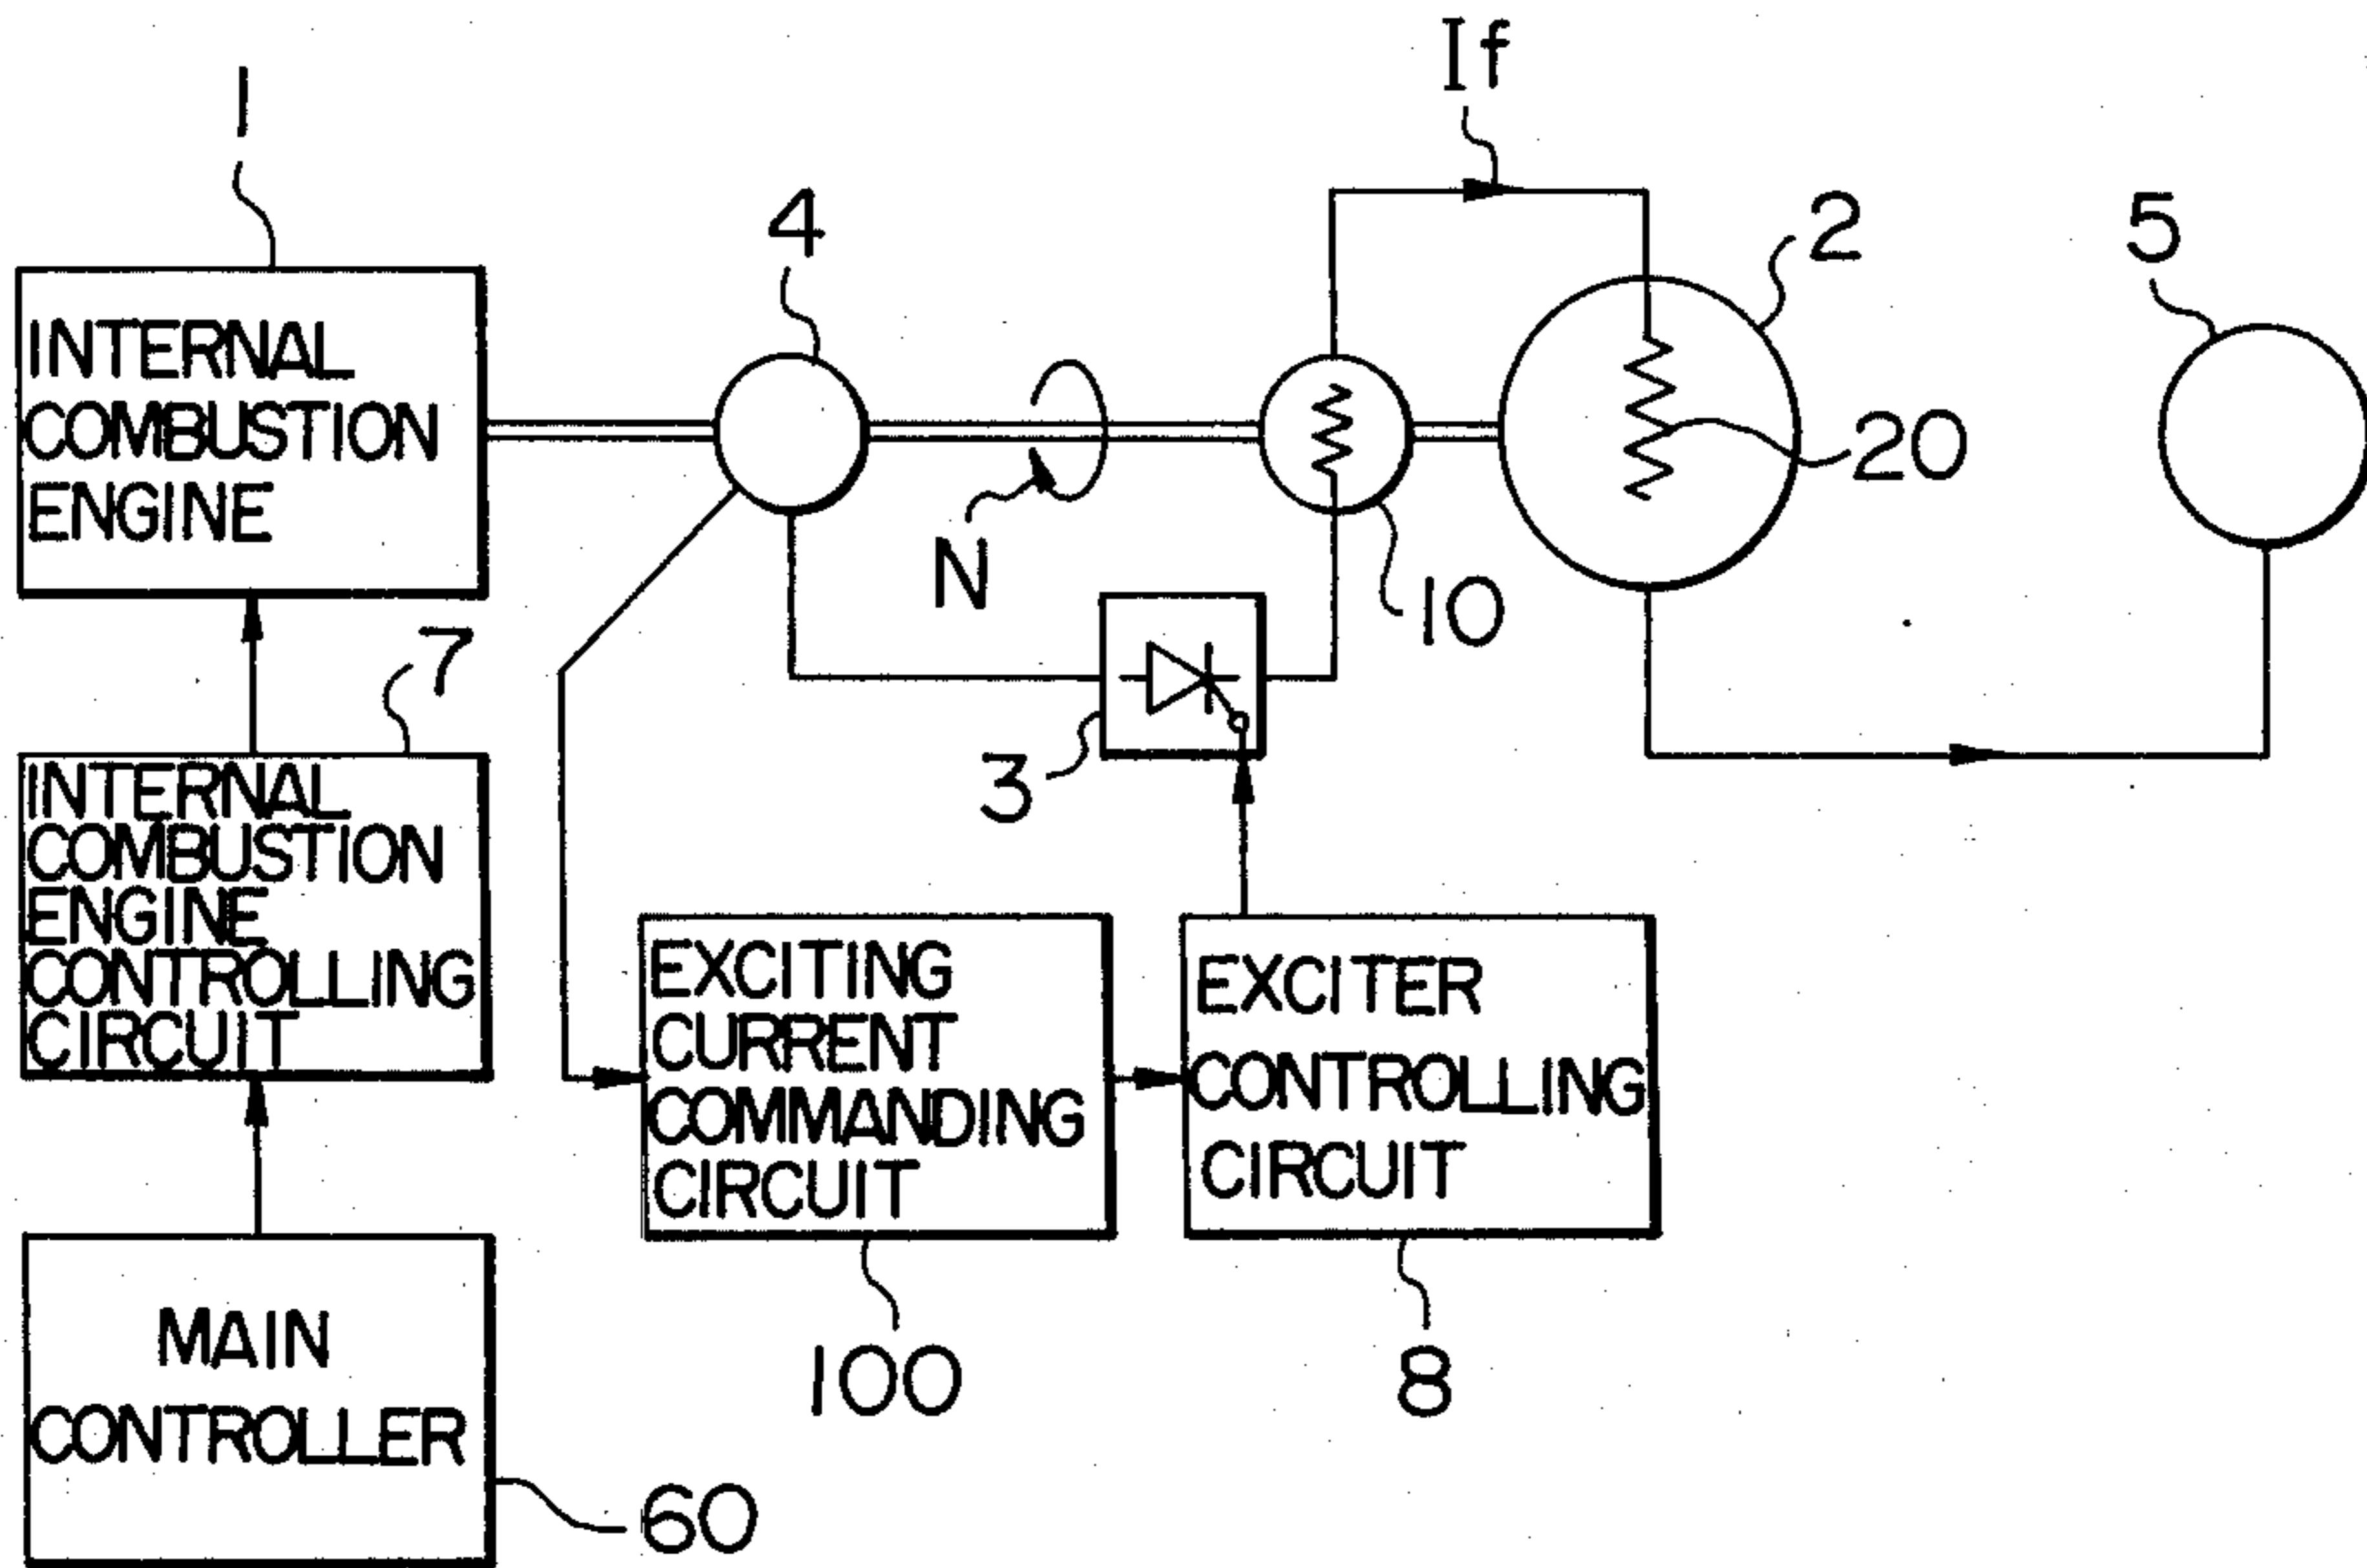 1
If
4
2
5
INTERNAL
COMBUSTION
ENGINE
20
N
10
7
3
INTERNAL
COMBUSTION
ENGINE
CONTROLLING
CIRCUIT
EXCITING
CURRENT
COMMANDING
CIRCUIT
EXCITER
CONTROLLING
CIRCUIT
MAIN
CONTROLLER
100
8
60